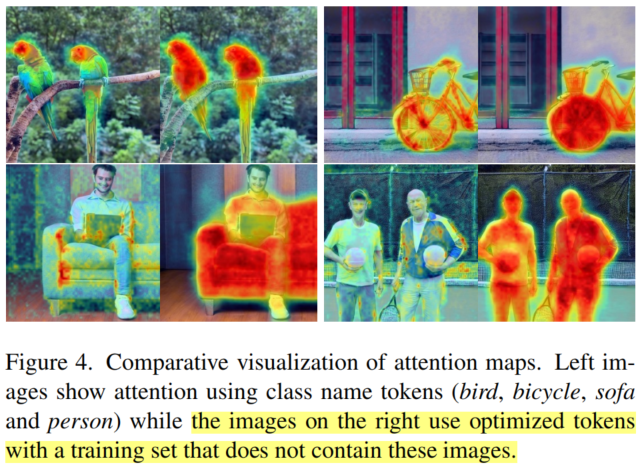 Figure 4. Comparative visualization of attention maps. Left im-
ages show attention using class name tokens (bird, bicycle, sofa
and person) while the images on the right use optimized tokens
with a training set that does not contain these images.